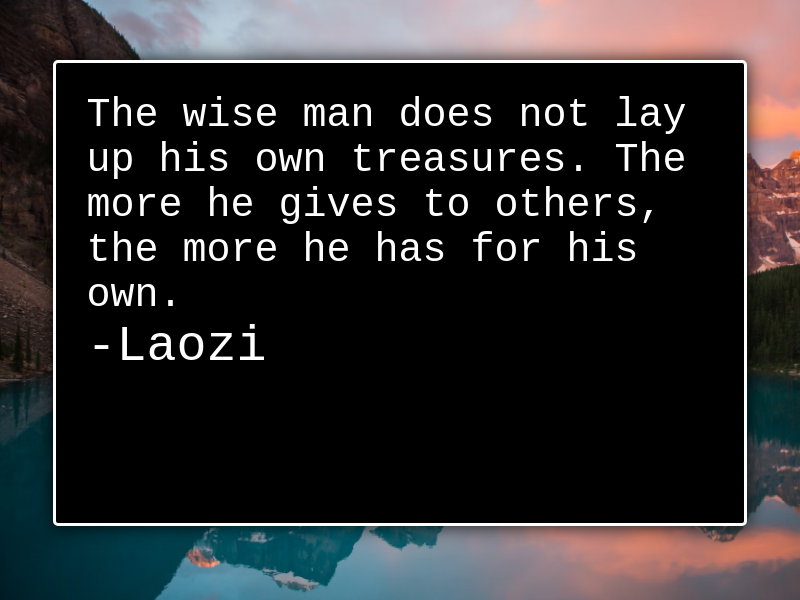 The wise man does not lay
up his own treasures. The
more he gives to others,
the more he has for his
own.
-Laozi